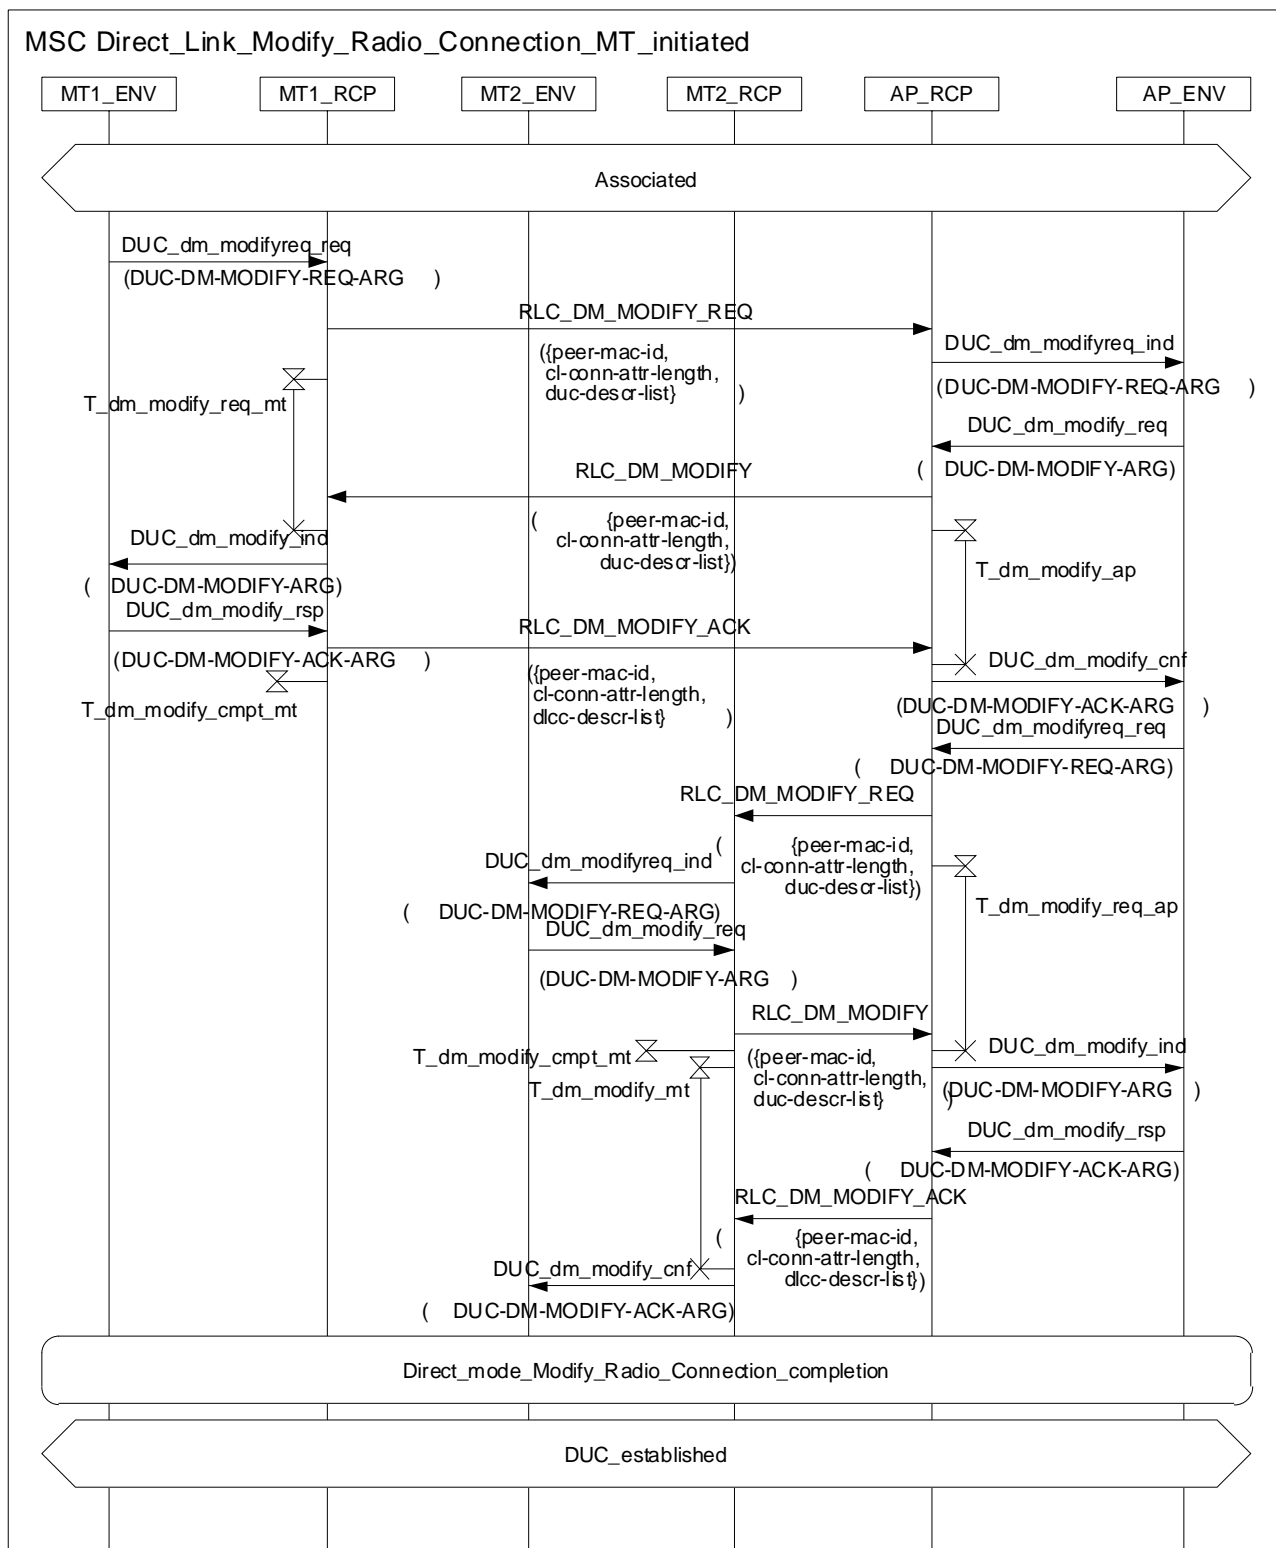 MSC Direct_Link_Modify_Radio_Connection_MT_initiated
MT1_ENV MT1_RCP MT2_ENV MT2_RCP AP_RCP AP_ENV
Associated
DUC_dm_modifyreq_req
(DUC-DM-MODIFY-REQ-ARG )
RLC_DM_MODIFY_REQ
({peer-mac-id,
cl-conn-attr-length,
duc-descr-list} )
DUC_dm_modifyreq_ind
(DUC-DM-MODIFY-REQ-ARG )
T_dm_modify_req_mt
DUC_dm_modify_req
( DUC-DM-MODIFY-ARG)
RLC_DM_MODIFY
( {peer-mac-id,
cl-conn-attr-length,
duc-descr-list})
DUC_dm_modify_ind
( DUC-DM-MODIFY-ARG)
T_dm_modify_ap
DUC_dm_modify_rsp
(DUC-DM-MODIFY-ACK-ARG )
RLC_DM_MODIFY_ACK
({peer-mac-id,
cl-conn-attr-length,
dlcc-descr-list} )
T_dm_modify_cmpt_mt
DUC_dm_modify_cnf
(DUC-DM-MODIFY-ACK-ARG )
DUC_dm_modifyreq_req
( DUC-DM-MODIFY-REQ-ARG)
RLC_DM_MODIFY_REQ
( {peer-mac-id,
cl-conn-attr-length,
duc-descr-list})
DUC_dm_modifyreq_ind
( DUC-DM-MODIFY-REQ-ARG)
T_dm_modify_req_ap
DUC_dm_modify_req
(DUC-DM-MODIFY-ARG )
RLC_DM_MODIFY
({peer-mac-id,
cl-conn-attr-length,
duc-descr-list} )
T_dm_modify_cmpt_mt
T_dm_modify_mt
DUC_dm_modify_ind
(DUC-DM-MODIFY-ARG )
DUC_dm_modify_rsp
( DUC-DM-MODIFY-ACK-ARG)
RLC_DM_MODIFY_ACK
( {peer-mac-id,
cl-conn-attr-length,
dlcc-descr-list})
DUC_dm_modify_cnf
( DUC-DM-MODIFY-ACK-ARG)
Direct_mode_Modify_Radio_Connection_completion
DUC_established